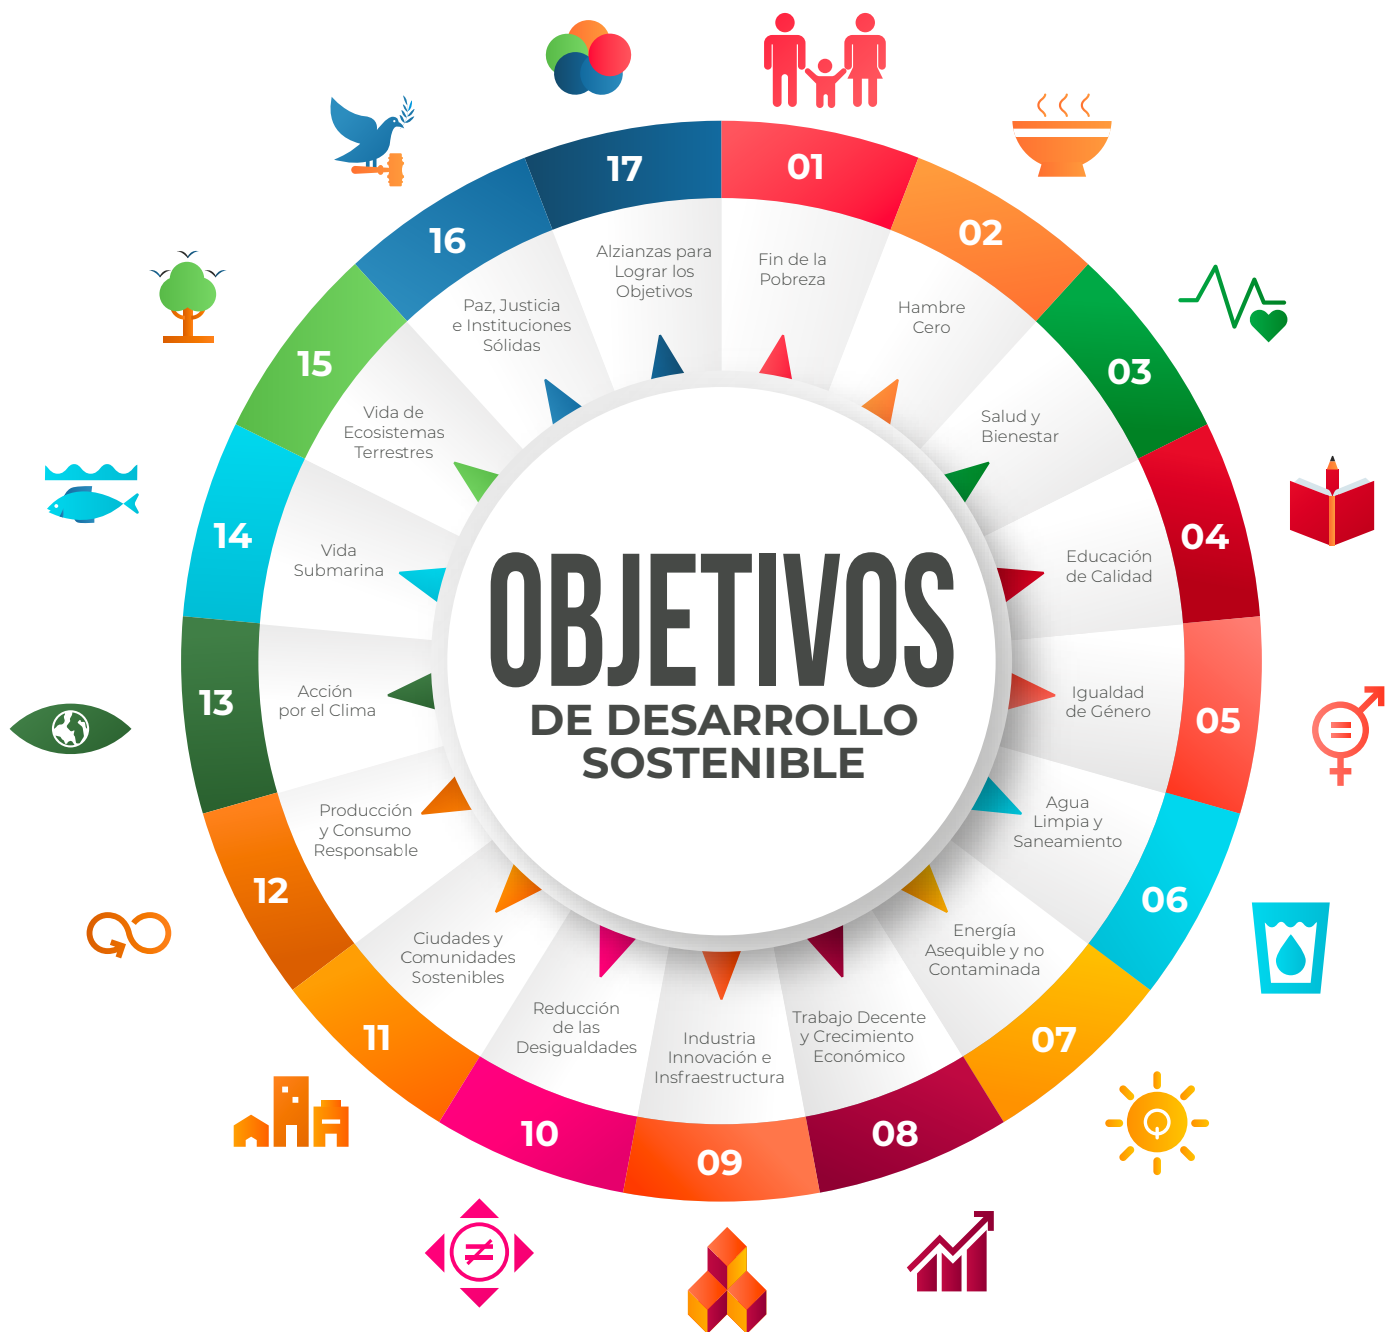 OBJETIVOS
DE DESARROLLO
SOSTENIBLE
01
Fin de la
Pobreza
02
Hambre
Cero
03
Salud y
Bienestar
04
Educación
de Calidad
05
Igualdad
de Género
06
Agua
Limpia y
Saneamiento
07
Energía
Asequible y no
Contaminada
08
Trabajo Decente
y Crecimiento
Económico
09
Industria
Innovación e
Insfraestructura
10
Reducción
de las
Desigualdades
11
Ciudades y
Comunidades
Sostenibles
12
Producción
y Consumo
Responsable
13
Acción
por el Clima
14
Vida
Submarina
15
Vida de
Ecosistemas
Terrestres
16
Paz, Justicia
e Instituciones
Sólidas
17
Alzianzas para
Lograr los
Objetivos